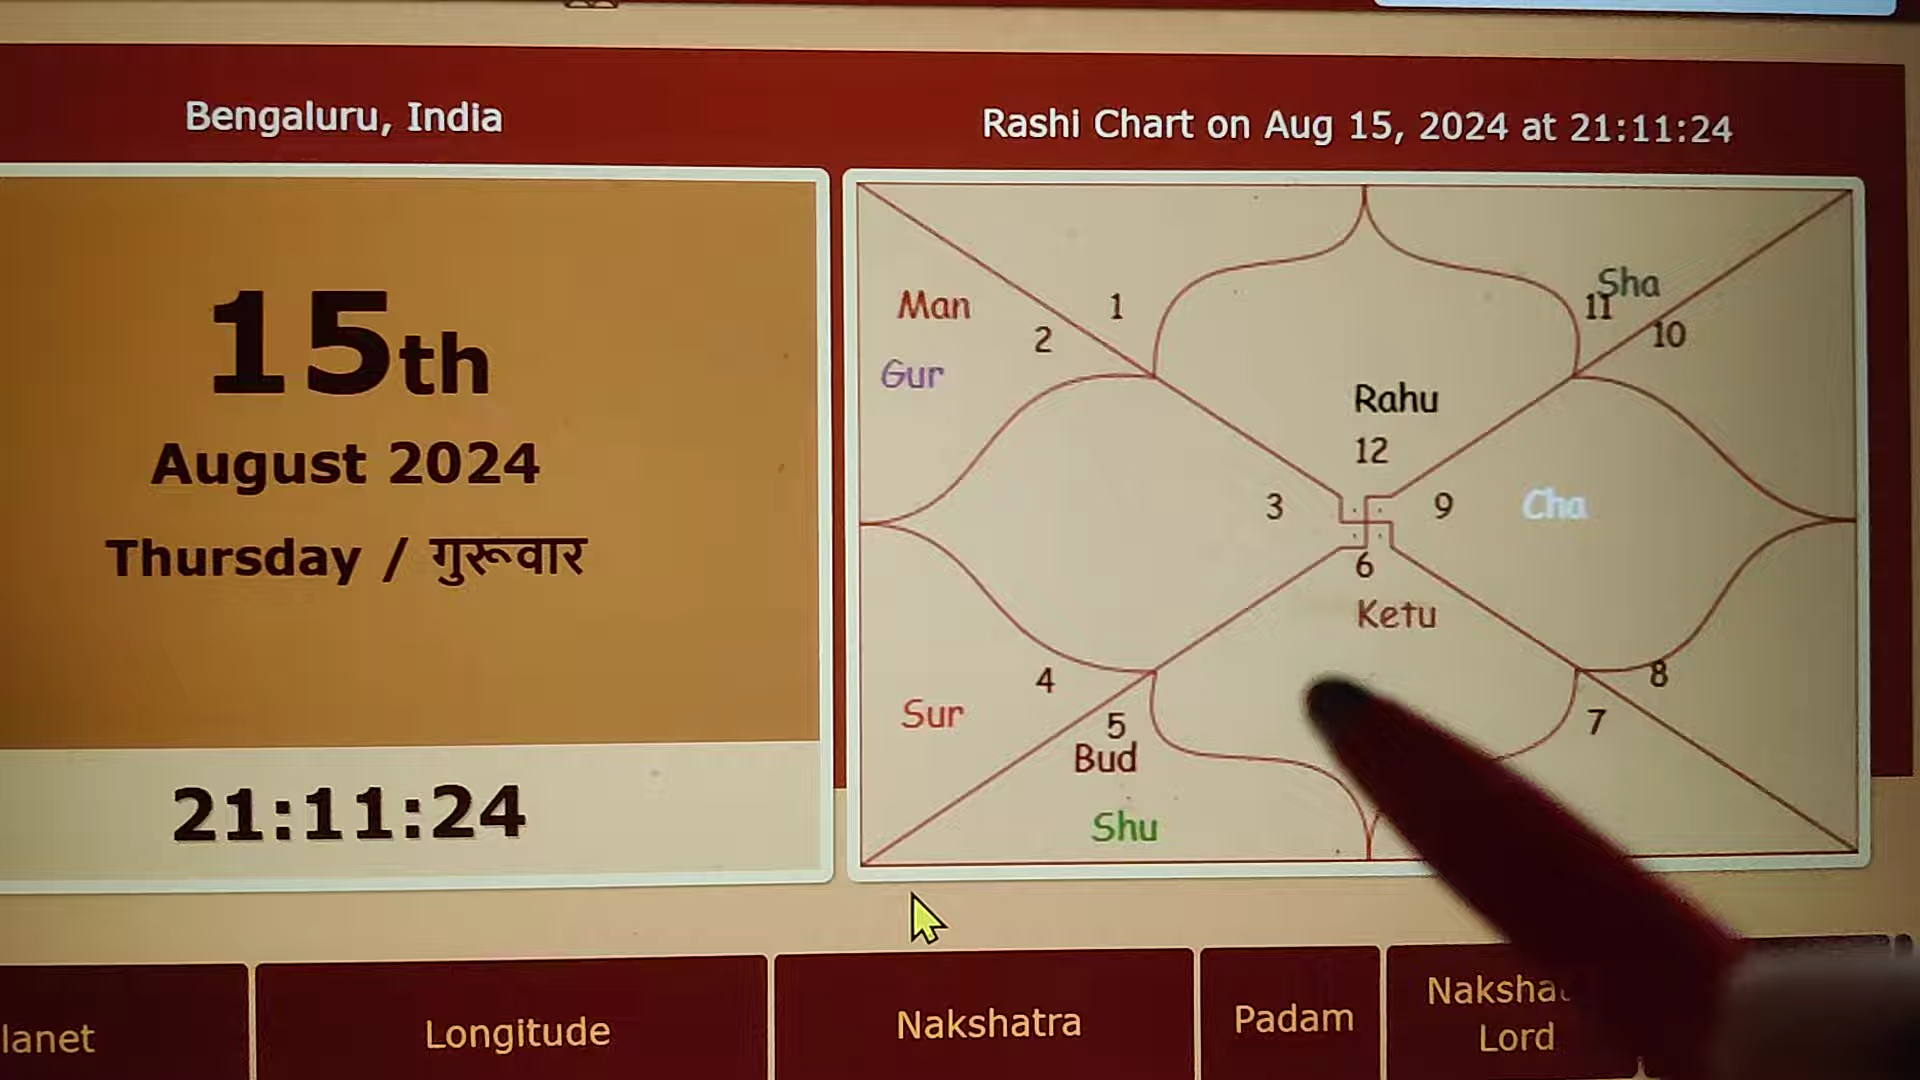 Bengaluru, India
Rashi Chart on Aug 15, 2024 at 21:11:24
15th
August 2024
Thursday / गुरूवार
21:11:24
Man
Gur
1
2
Sha
11
10
Rahu
12
3
9
Cha
6
Ketu
4
Sur
5
Bud
Shu
8
7
Longitude
Nakshatra
Padam
Lord